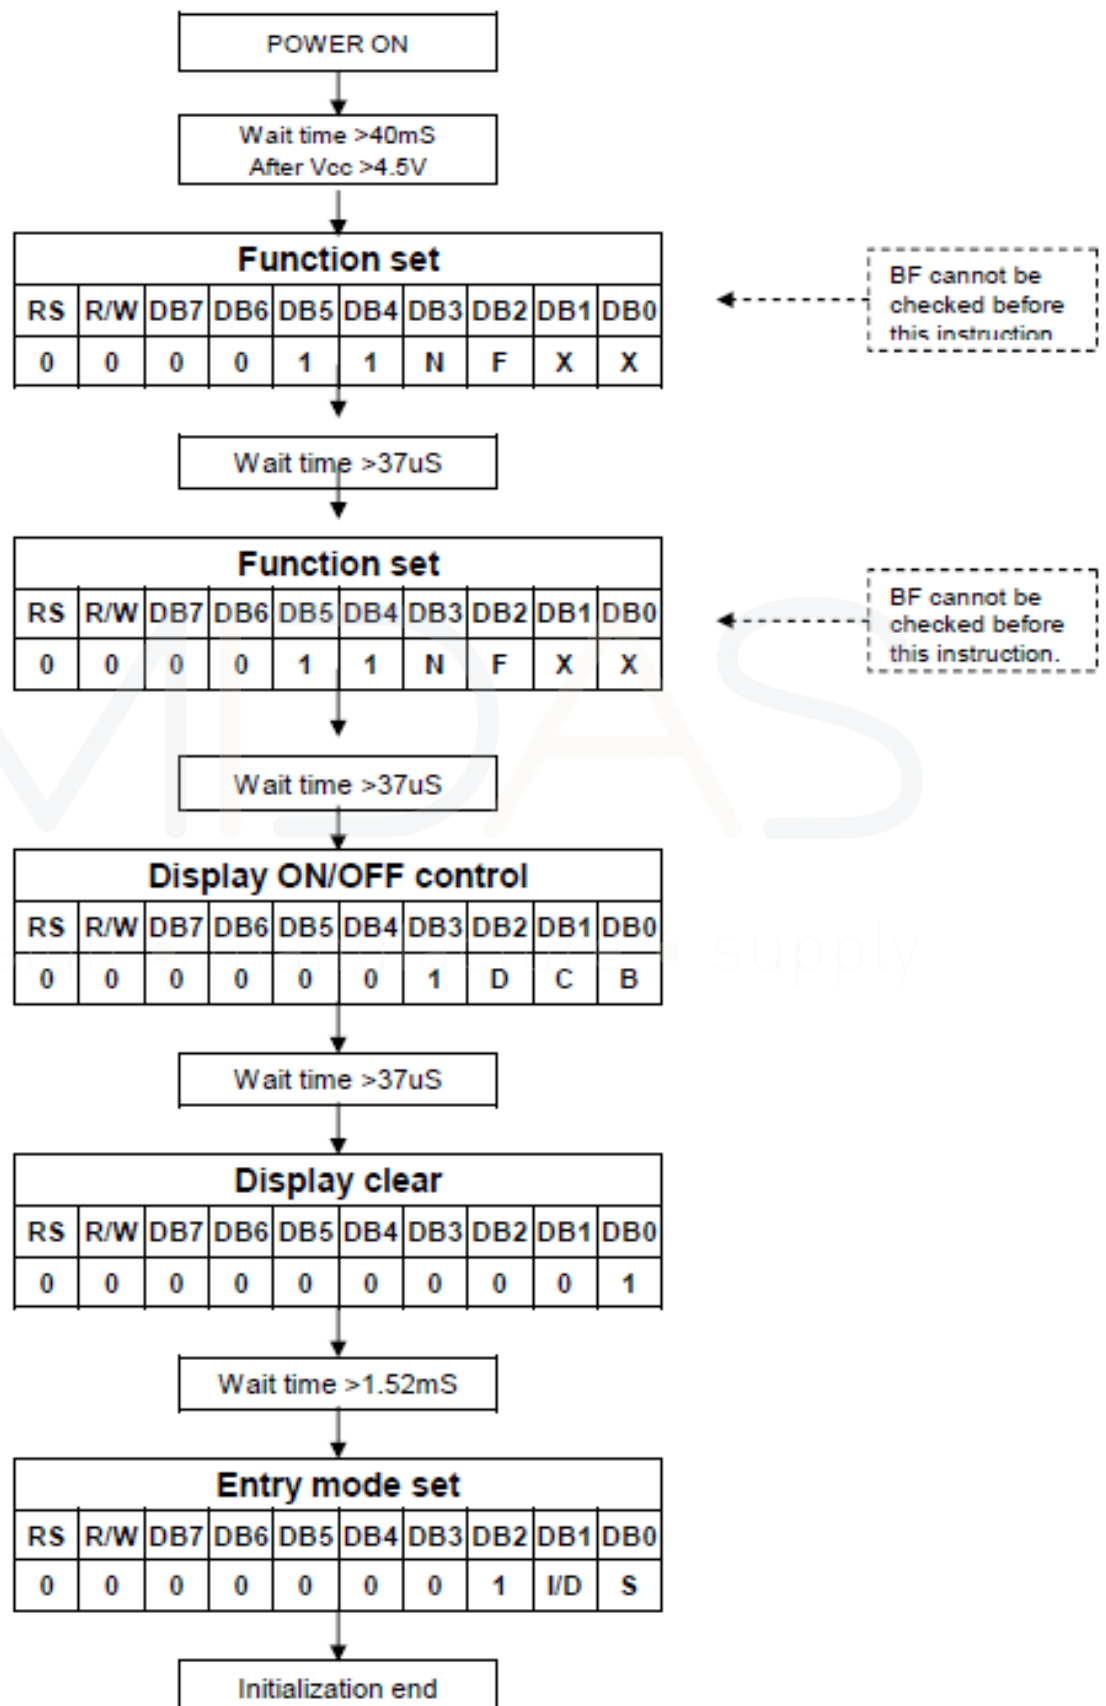 POWER ON
Wait time >40mS
After Vcc >4.5V
Function set
RS R/W DB7 DB6 DB5 DB4 DB3 DB2 DB1 DB0
0 0 0 0 1 1 N F X X
BF cannot be
checked before
this instruction
Wait time >37uS
Function set
RS R/W DB7 DB6 DB5 DB4 DB3 DB2 DB1 DB0
0 0 0 0 1 1 N F X X
BF cannot be
checked before
this instruction.
MIDAS
Wait time >37uS
Display ON/OFF control
RS R/W DB7 DB6 DB5 DB4 DB3 DB2 DB1 DB0
0 0 0 0 0 0 1 D C B
supply
Wait time >37uS
Display clear
RS R/W DB7 DB6 DB5 DB4 DB3 DB2 DB1 DB0
0 0 0 0 0 0 0 0 0 1
Wait time >1.52mS
Entry mode set
RS R/W DB7 DB6 DB5 DB4 DB3 DB2 DB1 DB0
0 0 0 0 0 0 0 1 I/D S
Initialization end